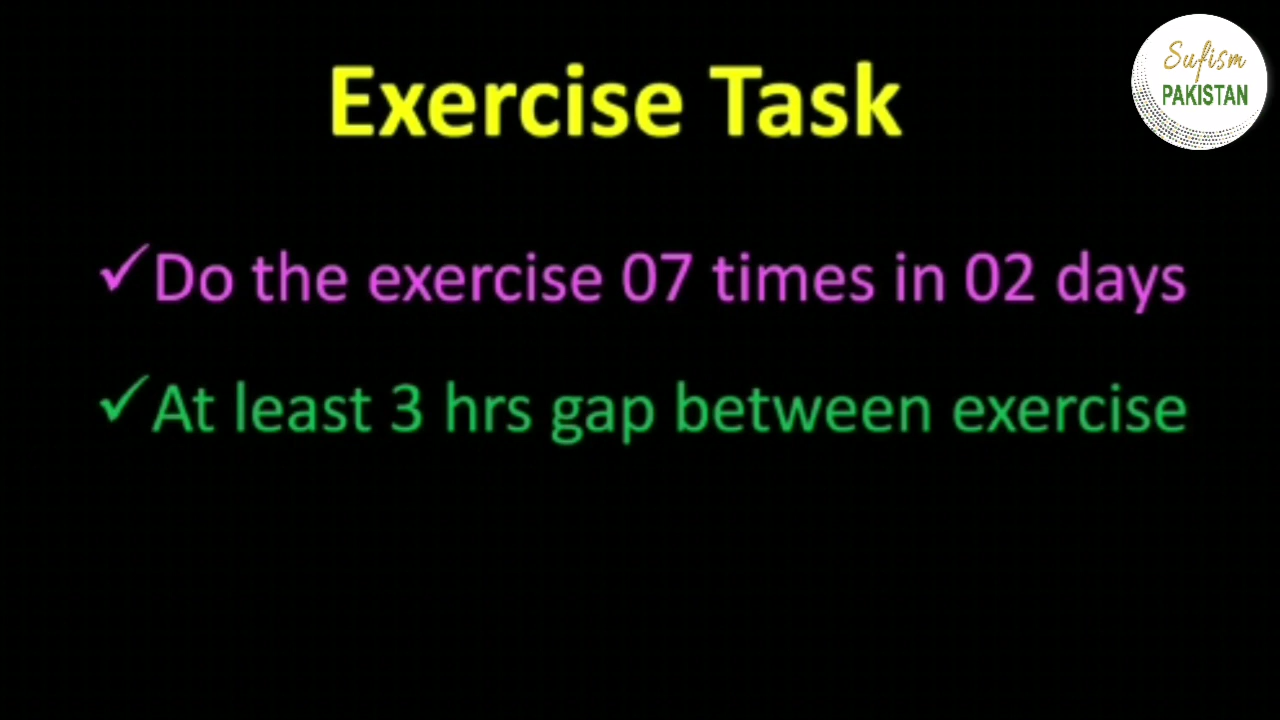 Exercise Task
Sufism
PAKISTAN
✓Do the exercise 07 times in 02 days
✓At least 3 hrs gap between exercise